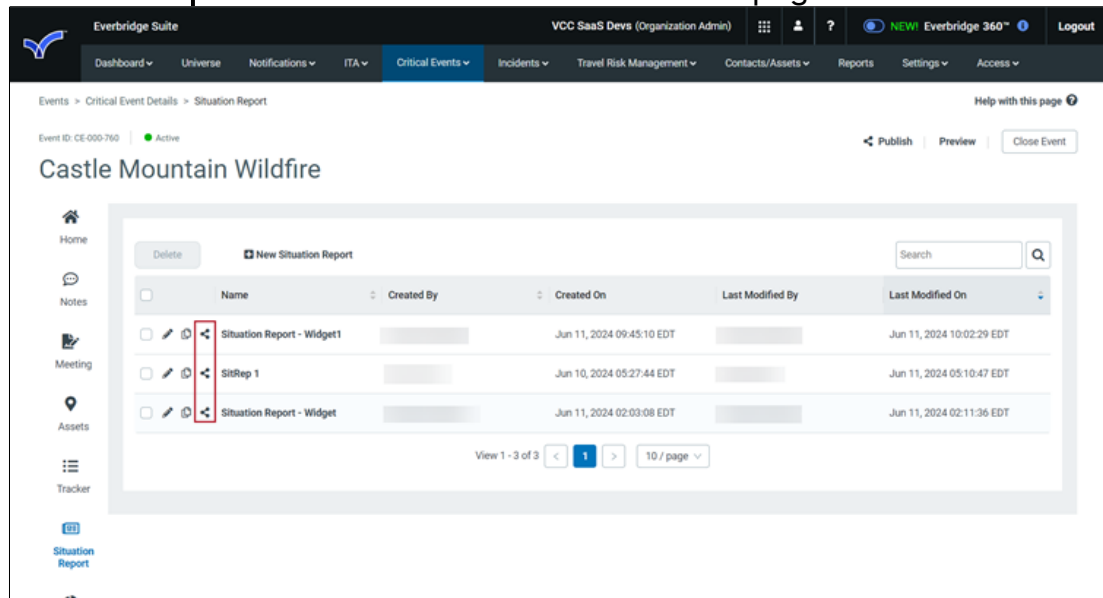 Everbridge Suite
VCC SaaS Devs (Organization Admin) ? NEW! Everbridge 360™ Logout
Dashboard Universe Notifications ITA Critical Events Incidents Travel Risk Management Contacts/Assets Reports Settings Access
Events > Critical Event Details > Situation Report
Help with this page
Event ID: CE-000-760 Active
Publish Preview Close Event
Castle Mountain Wildfire
Home
Notes
Meeting
Assets
Tracker
Situation
Report
Delete New Situation Report Search
Name Created By Created On Last Modified By Last Modified On
Situation Report - Widget1 Jun 11, 2024 09:45:10 EDT Jun 11, 2024 10:02:29 EDT
SitRep 1 Jun 10, 2024 05:27:44 EDT Jun 11, 2024 05:10:47 EDT
Situation Report - Widget Jun 11, 2024 02:03:08 EDT Jun 11, 2024 02:11:36 EDT
View 1 - 3 of 3 < 1 > 10 / page